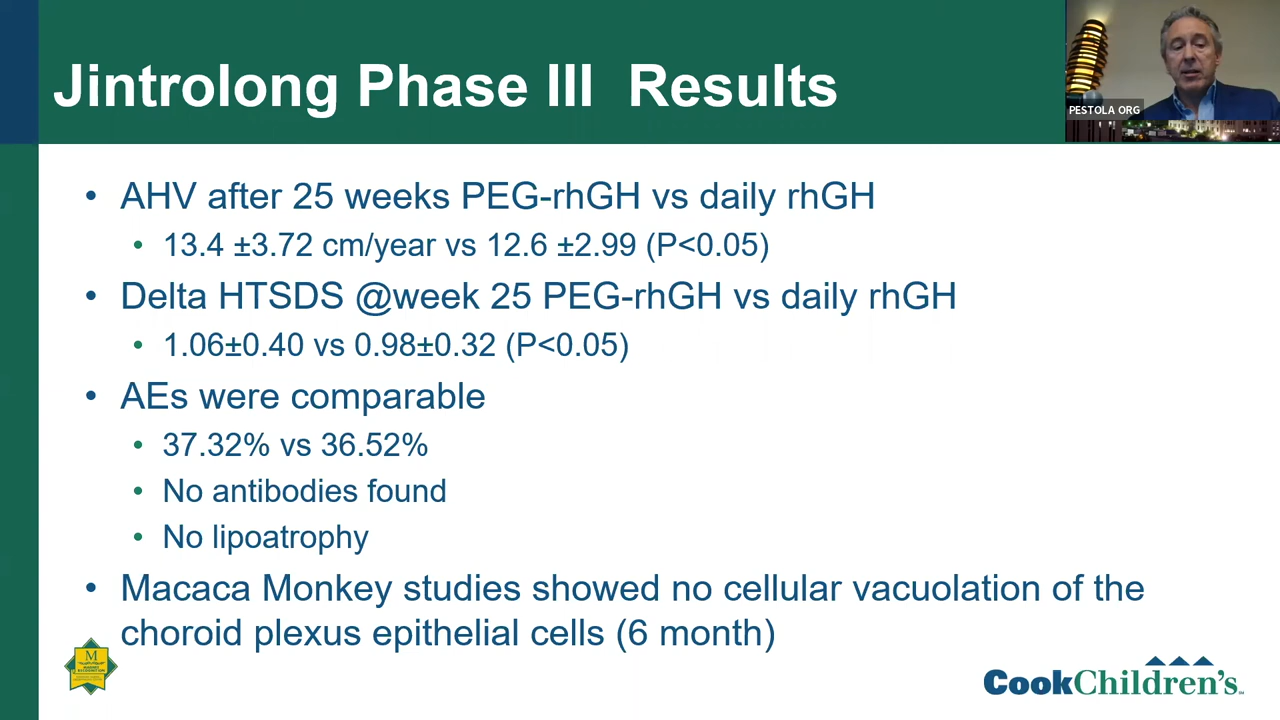 Jintrolong Phase III Results
PESTOLA ORG
• AHV after 25 weeks PEG-rhGH vs daily rhGH
• 13.4 ±3.72 cm/year vs 12.6 ±2.99 (P<0.05)
• Delta HTSDS @week 25 PEG-rhGH vs daily rhGH
• 1.06±0.40 vs 0.98±0.32 (P<0.05)
• AEs were comparable
• 37.32% vs 36.52%
• No antibodies found
• No lipoatrophy
• Macaca Monkey studies showed no cellular vacuolation of the
choroid plexus epithelial cells (6 month)
M
CookChildren's